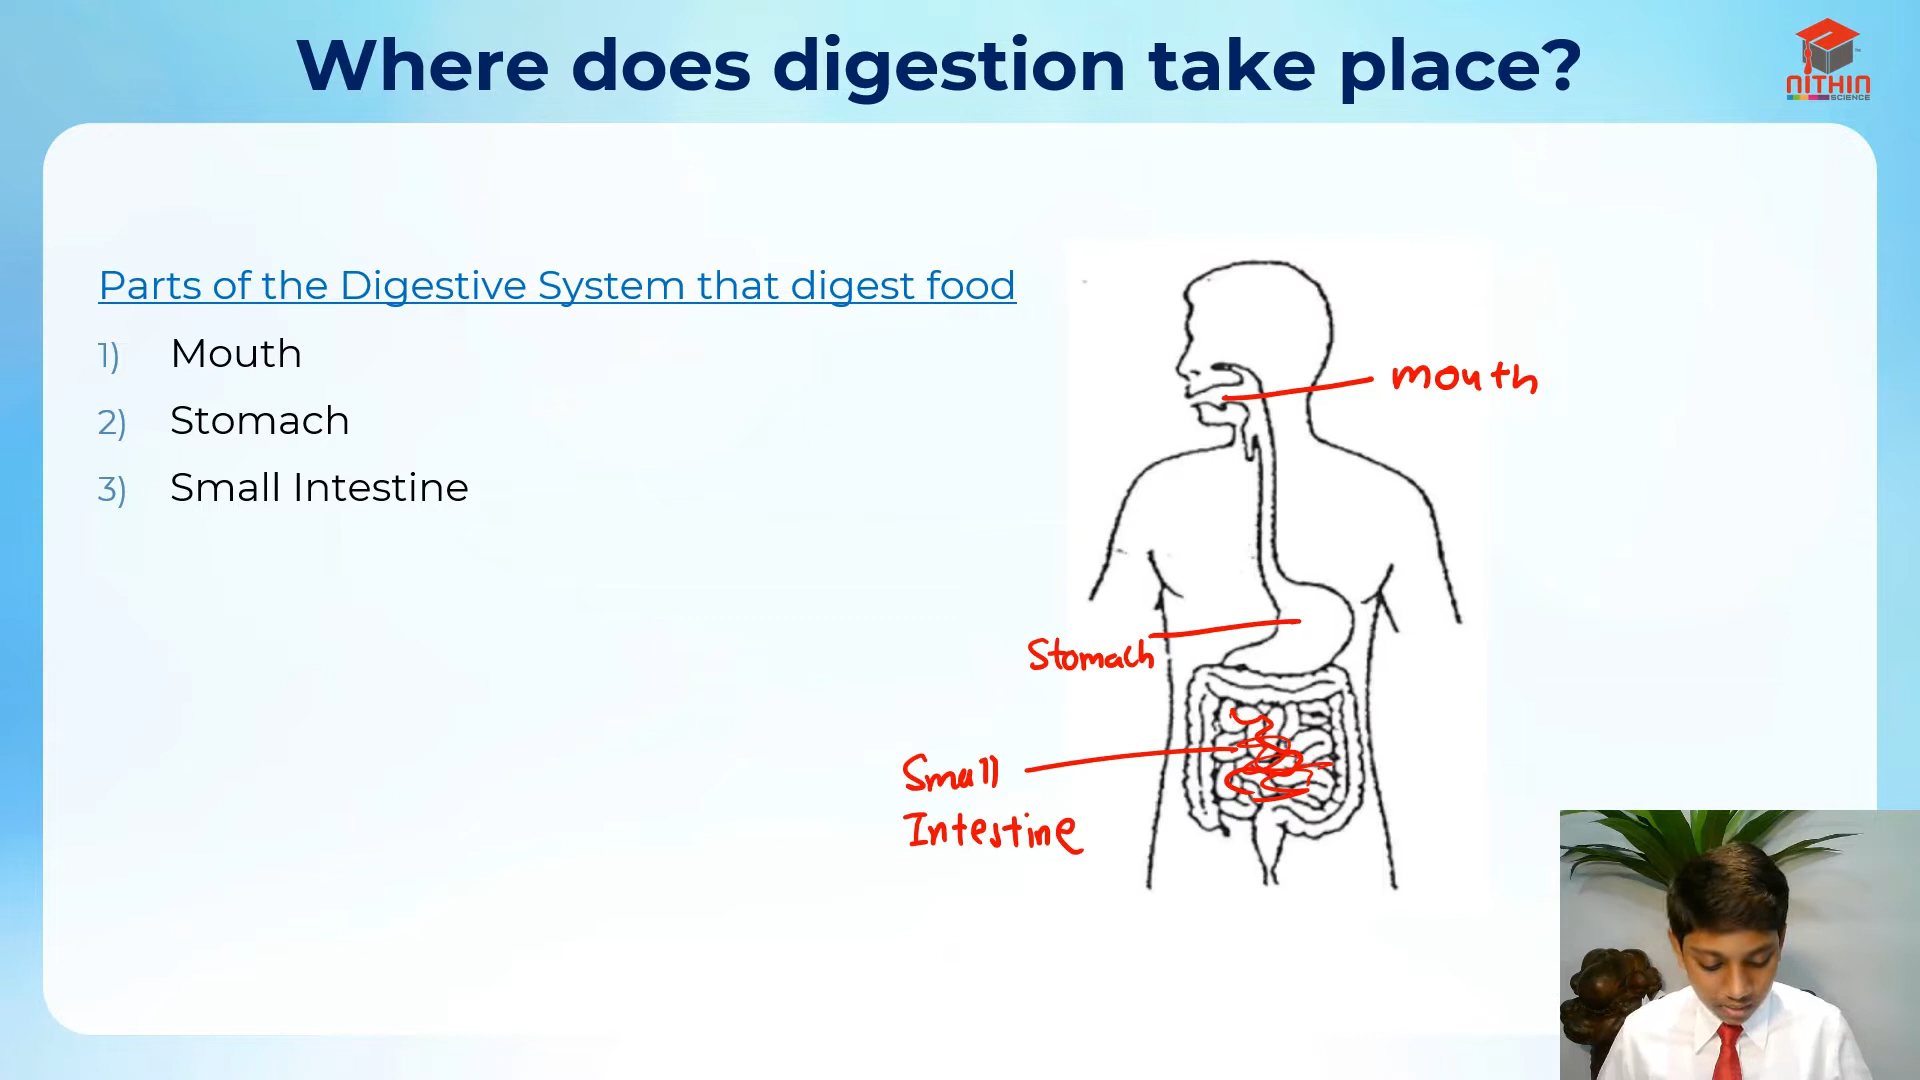 Where does digestion take place?
NITHIN
SCIENCE
Parts of the Digestive System that digest food
1) Mouth
2) Stomach
3) Small Intestine
mouth
Stomach
Small
Intestine